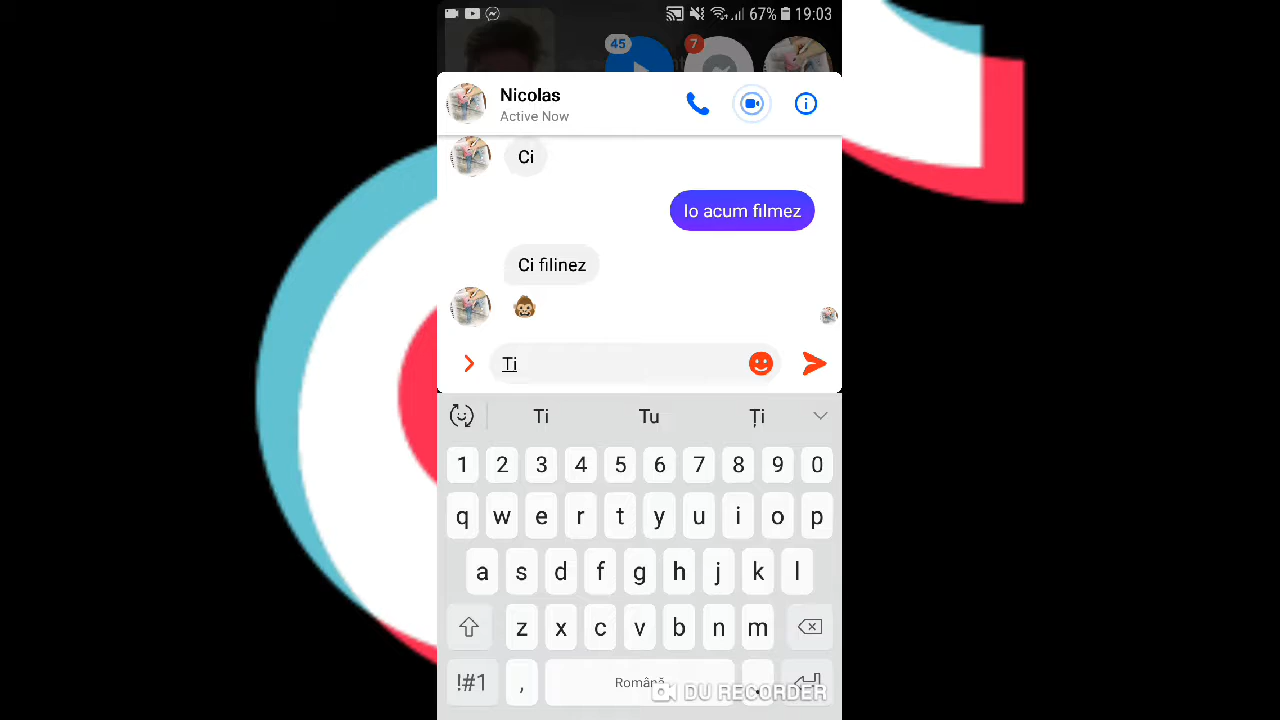 67% 19:03
45
7
Nicolas
Active Now
Ci
Io acum filmez
Ci filinez
Ti
Ti Tu Ți
1 2 3 4 5 6 7 8 9 0
q w e r t y u i o p
a s d f g h j k l
z x c v b n m
!#1 , Română .
DU RECORDER